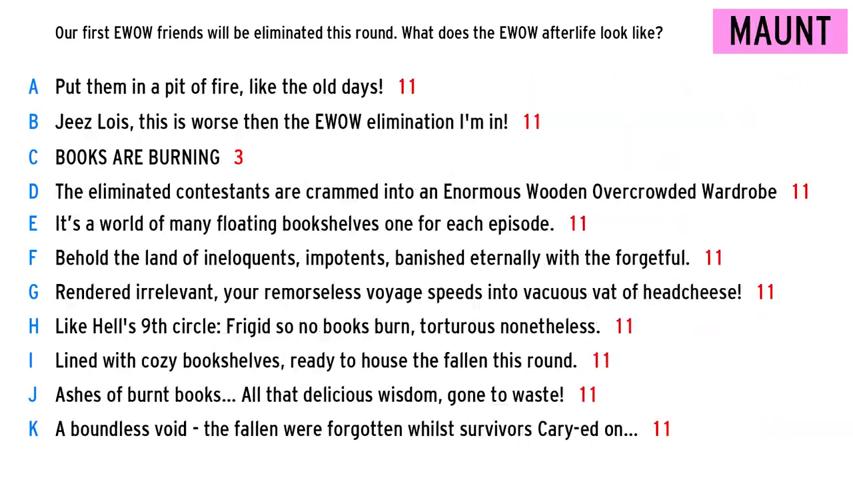 Our first EWOW friends will be eliminated this round. What does the EWOW afterlife look like?
MAUNT
A Put them in a pit of fire, like the old days! 11
B Jeez Lois, this is worse then the EWOW elimination I'm in! 11
C BOOKS ARE BURNING 3
D The eliminated contestants are crammed into an Enormous Wooden Overcrowded Wardrobe 11
E It’s a world of many floating bookshelves one for each episode. 11
F Behold the land of ineloquents, impotents, banished eternally with the forgetful. 11
G Rendered irrelevant, your remorseless voyage speeds into vacuous vat of headcheese! 11
H Like Hell's 9th circle: Frigid so no books burn, torturous nonetheless. 11
I Lined with cozy bookshelves, ready to house the fallen this round. 11
J Ashes of burnt books... All that delicious wisdom, gone to waste! 11
K A boundless void - the fallen were forgotten whilst survivors Cary-ed on... 11